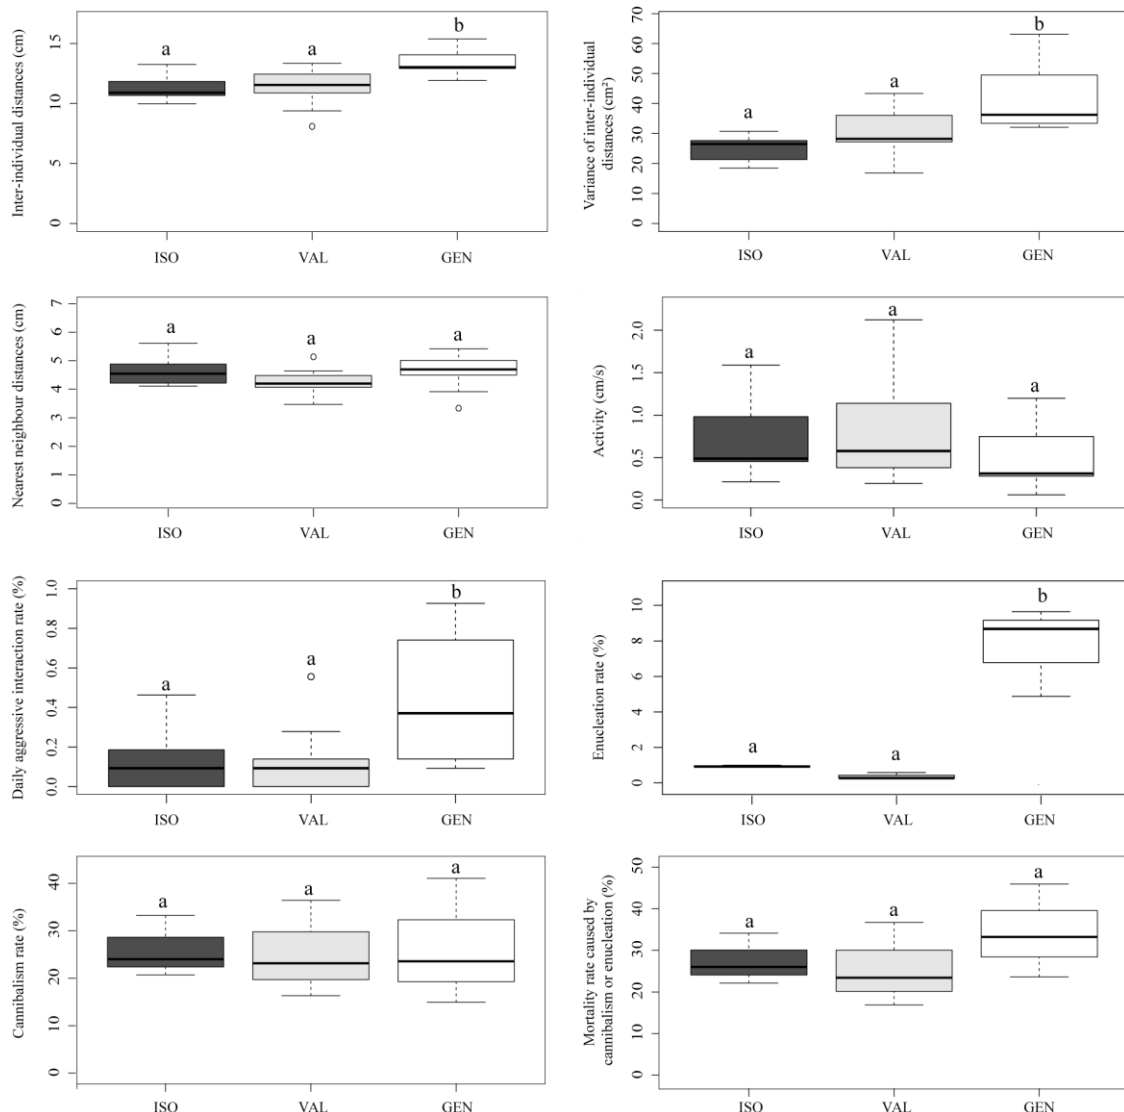 Inter-individual distances (cm)
0
5
10
15
a
a
b
ISO
VAL
GEN
Variance of inter-individual
distances (cm²)
0
10
20
30
40
50
60
70
a
a
b
ISO
VAL
GEN
Nearest neighbour distances (cm)
0
1
2
3
4
5
6
7
a
a
a
ISO
VAL
GEN
Activity (cm/s)
0.0
0.5
1.0
1.5
2.0
a
a
a
ISO
VAL
GEN
Daily aggressive interaction rate (%)
0.0
0.2
0.4
0.6
0.8
1.0
a
a
b
ISO
VAL
GEN
Enucleation rate (%)
0
2
4
6
8
10
a
a
b
ISO
VAL
GEN
Cannibalism rate (%)
0
10
20
30
40
a
a
a
ISO
VAL
GEN
Mortality rate caused by
cannibalism or enucleation (%)
0
10
20
30
40
50
a
a
a
ISO
VAL
GEN